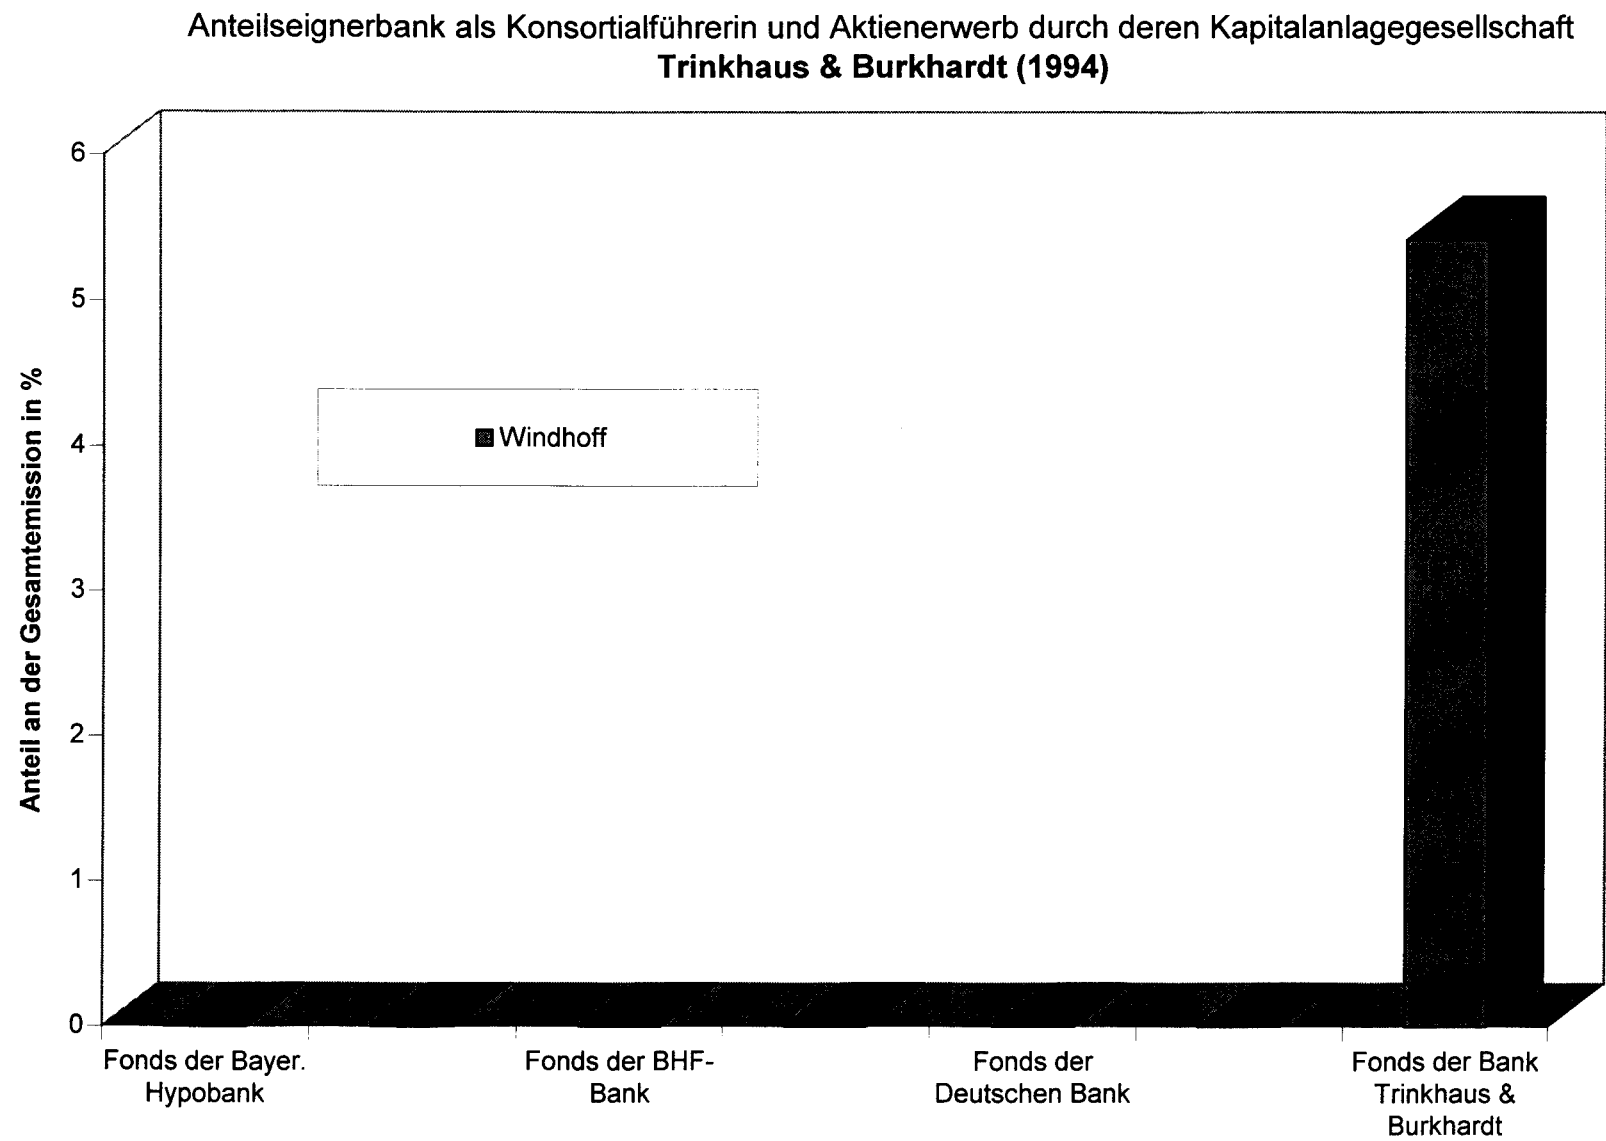 Anteilseignerbank als Konsortialführerin und Aktienerwerb durch deren Kapitalanlagegesellschaft
Trinkhaus & Burkhardt (1994)
Anteil an der Gesamtemission in %
6
5
4
3
2
1
0
Windhoff
Fonds der Bayer.
Hypobank
Fonds der BHF-
Bank
Fonds der
Deutschen Bank
Fonds der Bank
Trinkhaus &
Burkhardt